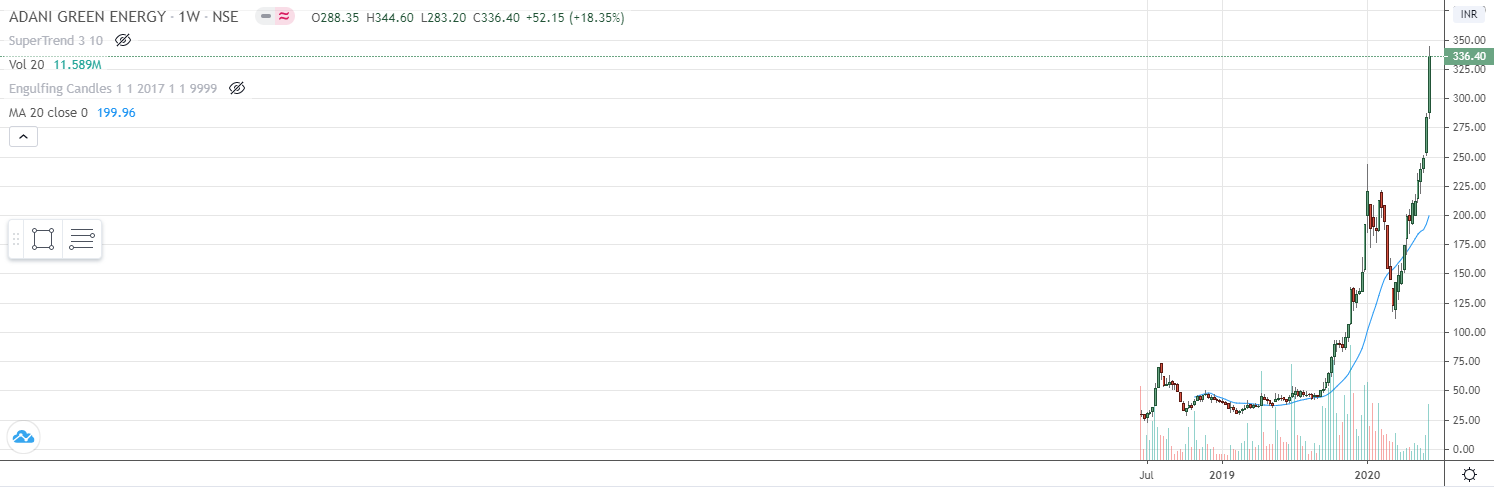 ADANI GREEN ENERGY · 1W · NSE O288.35 H344.60 L283.20 C336.40 +52.15 (+18.35%)
INR
SuperTrend 3 10
Vol 20 11.589M
Engulfing Candles 1 1 2017 1 1 9999
MA 20 close 0 199.96
350.00
336.40
325.00
300.00
275.00
250.00
225.00
200.00
175.00
150.00
125.00
100.00
75.00
50.00
25.00
0.00
Jul 2019 2020